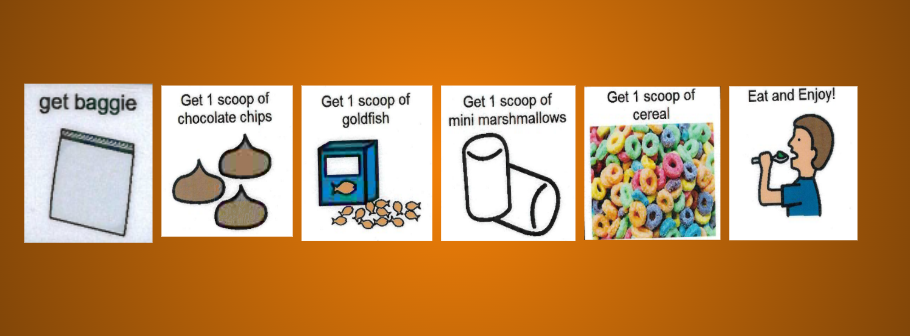 get baggie
Get 1 scoop of
chocolate chips
Get 1 scoop of
goldfish
Get 1 scoop of
mini marshmallows
Get 1 scoop of
cereal
Eat and Enjoy!